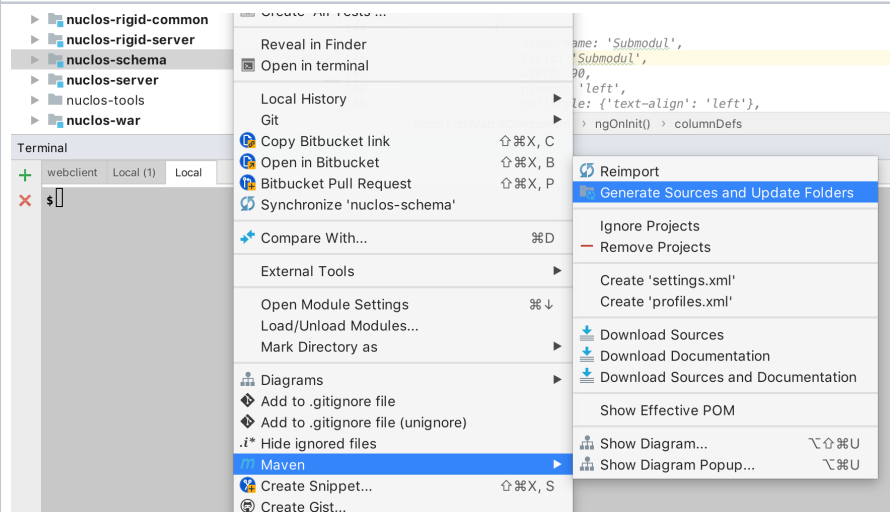 nuclos-rigid-common
nuclos-rigid-server
nuclos-schema
nuclos-server
nuclos-tools
nuclos-war
Terminal
webclient
Local (1)
Local
$
Reveal in Finder
Open in terminal
Local History
Git
Copy Bitbucket link ⇧⌘X, C
Open in Bitbucket ⇧⌘X, B
Bitbucket Pull Request ⇧⌘X, P
Synchronize 'nuclos-schema'
Compare With... ⌘D
External Tools
Open Module Settings ⌘↓
Load/Unload Modules...
Mark Directory as
Diagrams
Add to .gitignore file
Add to .gitignore file (unignore)
.i* Hide ignored files
m Maven
Create Snippet... ⇧⌘X, S
Create Gist...
'Submodul',
'Submodul',
90,
'left',
{'text-align': 'left'},
ngOnInit() › columnDefs
Reimport
Generate Sources and Update Folders
Ignore Projects
Remove Projects
Create 'settings.xml'
Create 'profiles.xml'
Download Sources
Download Documentation
Download Sources and Documentation
Show Effective POM
Show Diagram... ⌥⇧⌘U
Show Diagram Popup... ⌥⌘U